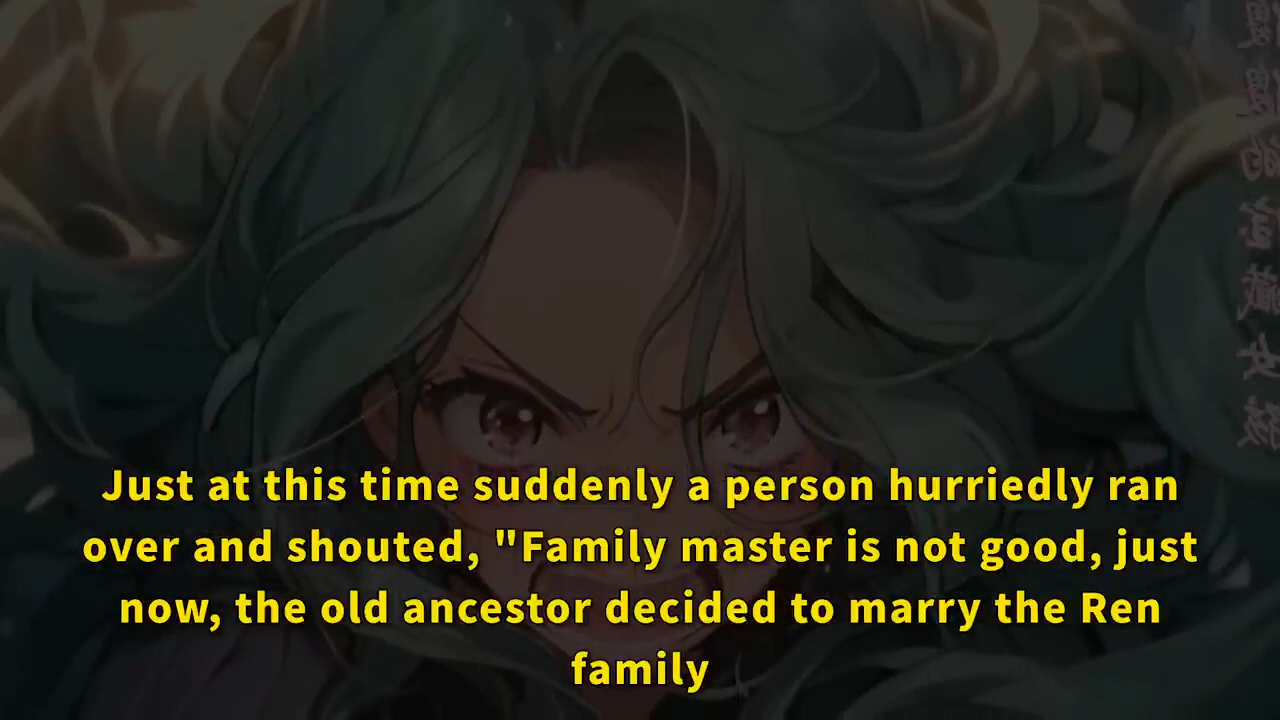 Just at this time suddenly a person hurriedly ran
over and shouted, "Family master is not good, just
now, the old ancestor decided to marry the Ren
family